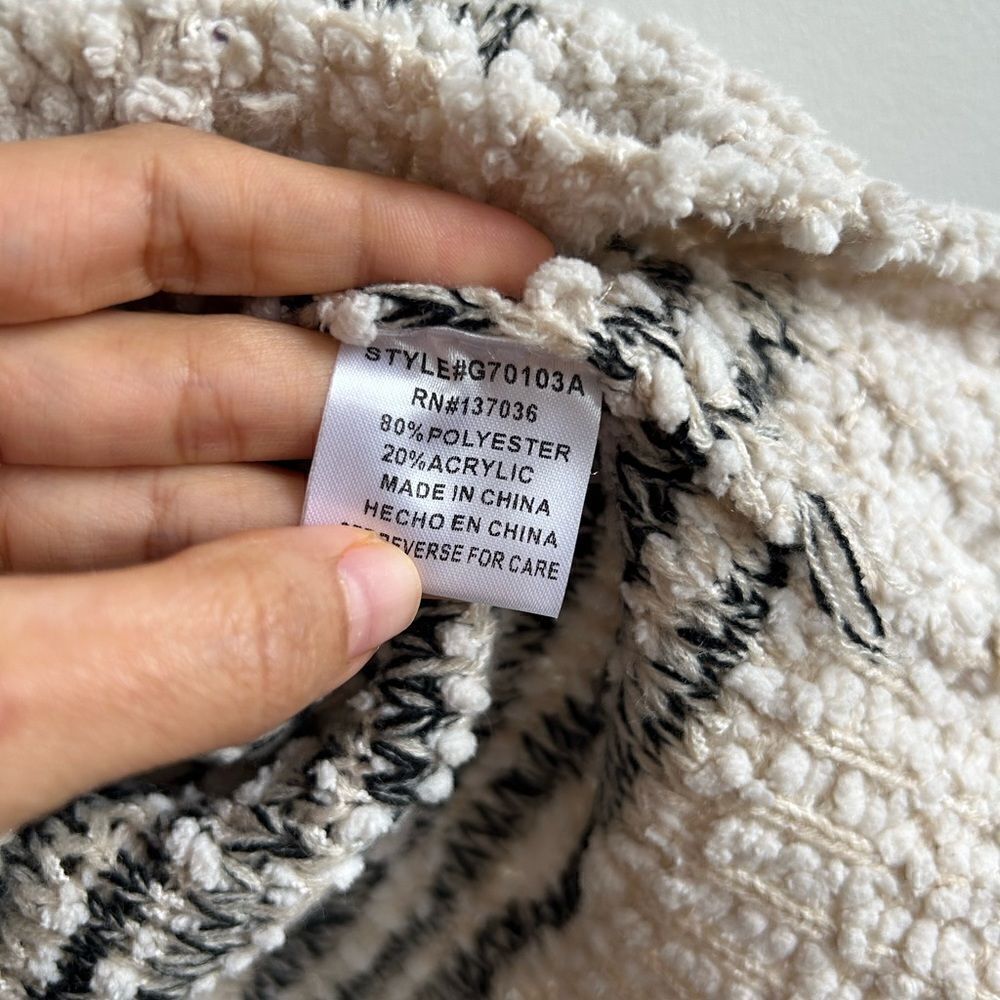 STYLE#G70103A
RN#137036
80%POLYESTER
20%ACRYLIC
MADE IN CHINA
HECHO EN CHINA
REVERSE FOR CARE